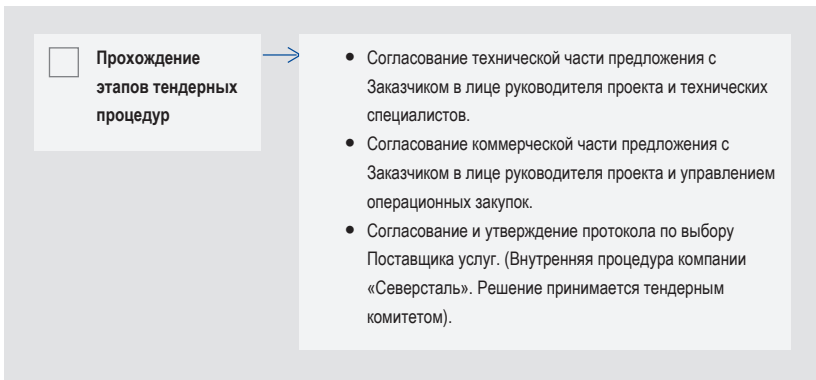 Прохождение
этапов тендерных
процедур
● Согласование технической части предложения с
Заказчиком в лице руководителя проекта и технических
специалистов.
● Согласование коммерческой части предложения с
Заказчиком в лице руководителя проекта и управлением
операционных закупок.
● Согласование и утверждение протокола по выбору
Поставщика услуг. (Внутренняя процедура компании
«Северсталь». Решение принимается тендерным
комитетом).